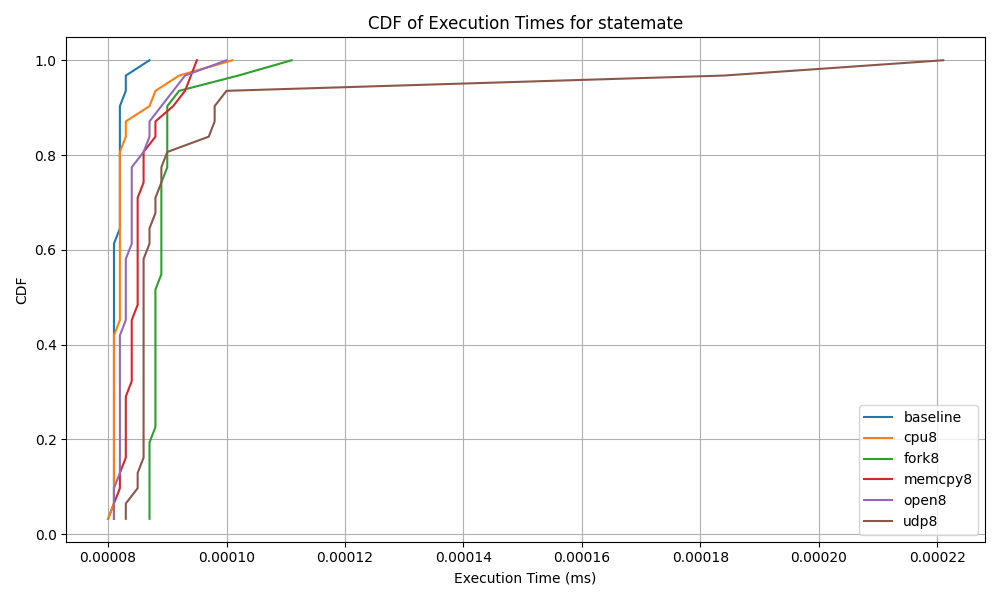 CDF of Execution Times for statemate
1.0
0.8
0.6
0.4
0.2
0.0
CDF
0.00008 0.00010 0.00012 0.00014 0.00016 0.00018 0.00020 0.00022
Execution Time (ms)
baseline
cpu8
fork8
memcpy8
open8
udp8